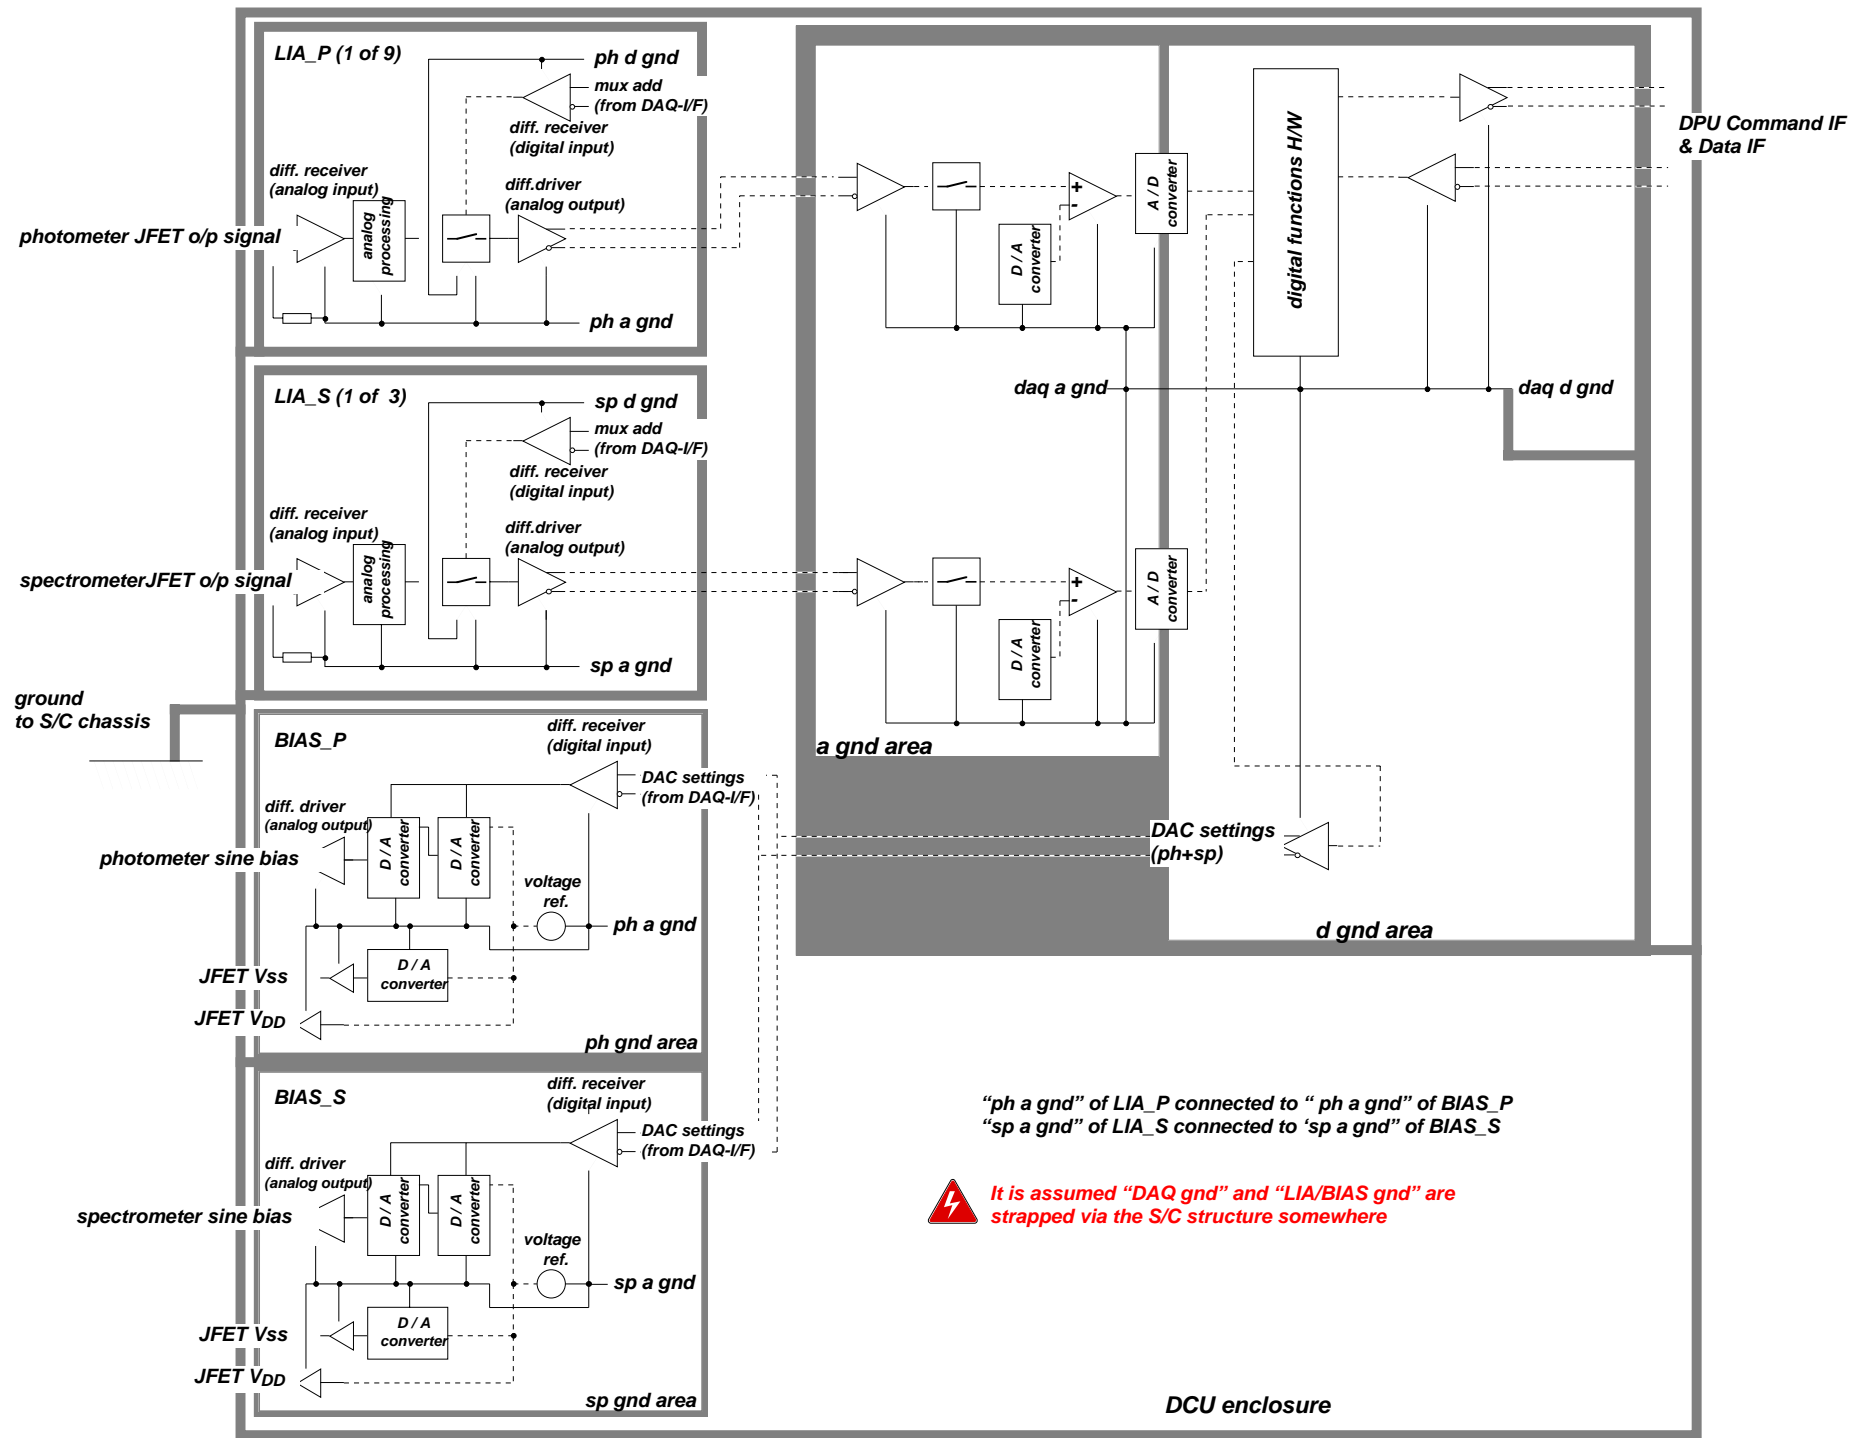 LIA_P (1 of 9)
ph d gnd
mux add
(from DAQ-I/F)
diff. receiver
(digital input)
diff. receiver
(analog input)
diff.driver
(analog output)
analog
processing
photometer JFET o/p signal
ph a gnd
LIA_S (1 of 3)
sp d gnd
mux add
(from DAQ-I/F)
diff. receiver
(digital input)
diff. receiver
(analog input)
diff.driver
(analog output)
analog
processing
spectrometerJFET o/p signal
sp a gnd
ground
to S/C chassis
BIAS_P
diff. receiver
(digital input)
DAC settings
(from DAQ-I/F)
diff. driver
(analog output)
D / A
converter
D / A
converter
photometer sine bias
voltage
ref.
ph a gnd
D / A
converter
JFET Vss
JFET VDD
ph gnd area
BIAS_S
diff. receiver
(digital input)
DAC settings
(from DAQ-I/F)
diff. driver
(analog output)
D / A
converter
D / A
converter
spectrometer sine bias
voltage
ref.
sp a gnd
D / A
converter
JFET Vss
JFET VDD
sp gnd area
+
-
D / A
converter
A / D
converter
digital functions H/W
DPU Command IF
& Data IF
daq a gnd
daq d gnd
+
-
D / A
converter
A / D
converter
a gnd area
DAC settings
(ph+sp)
d gnd area
“ph a gnd” of LIA_P connected to “ ph a gnd” of BIAS_P
“sp a gnd” of LIA_S connected to ‘sp a gnd” of BIAS_S
It is assumed “DAQ gnd” and “LIA/BIAS gnd” are
strapped via the S/C structure somewhere
DCU enclosure